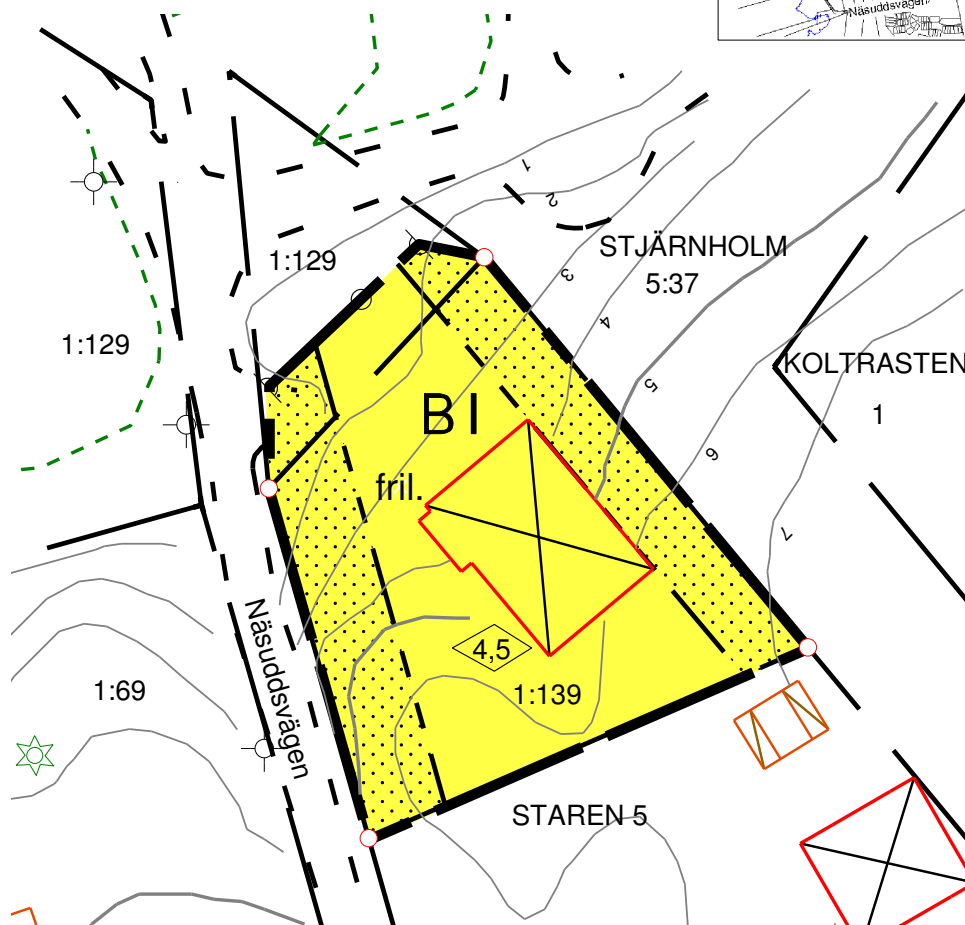 Näsuddsvägen
1
2
1:129
STJÄRNHOLM
5:37
3
4
1:129
KOLTRASTEN
1
5
B I
6
fril.
7
Näsuddsvägen
4,5
1:69
1:139
STAREN 5